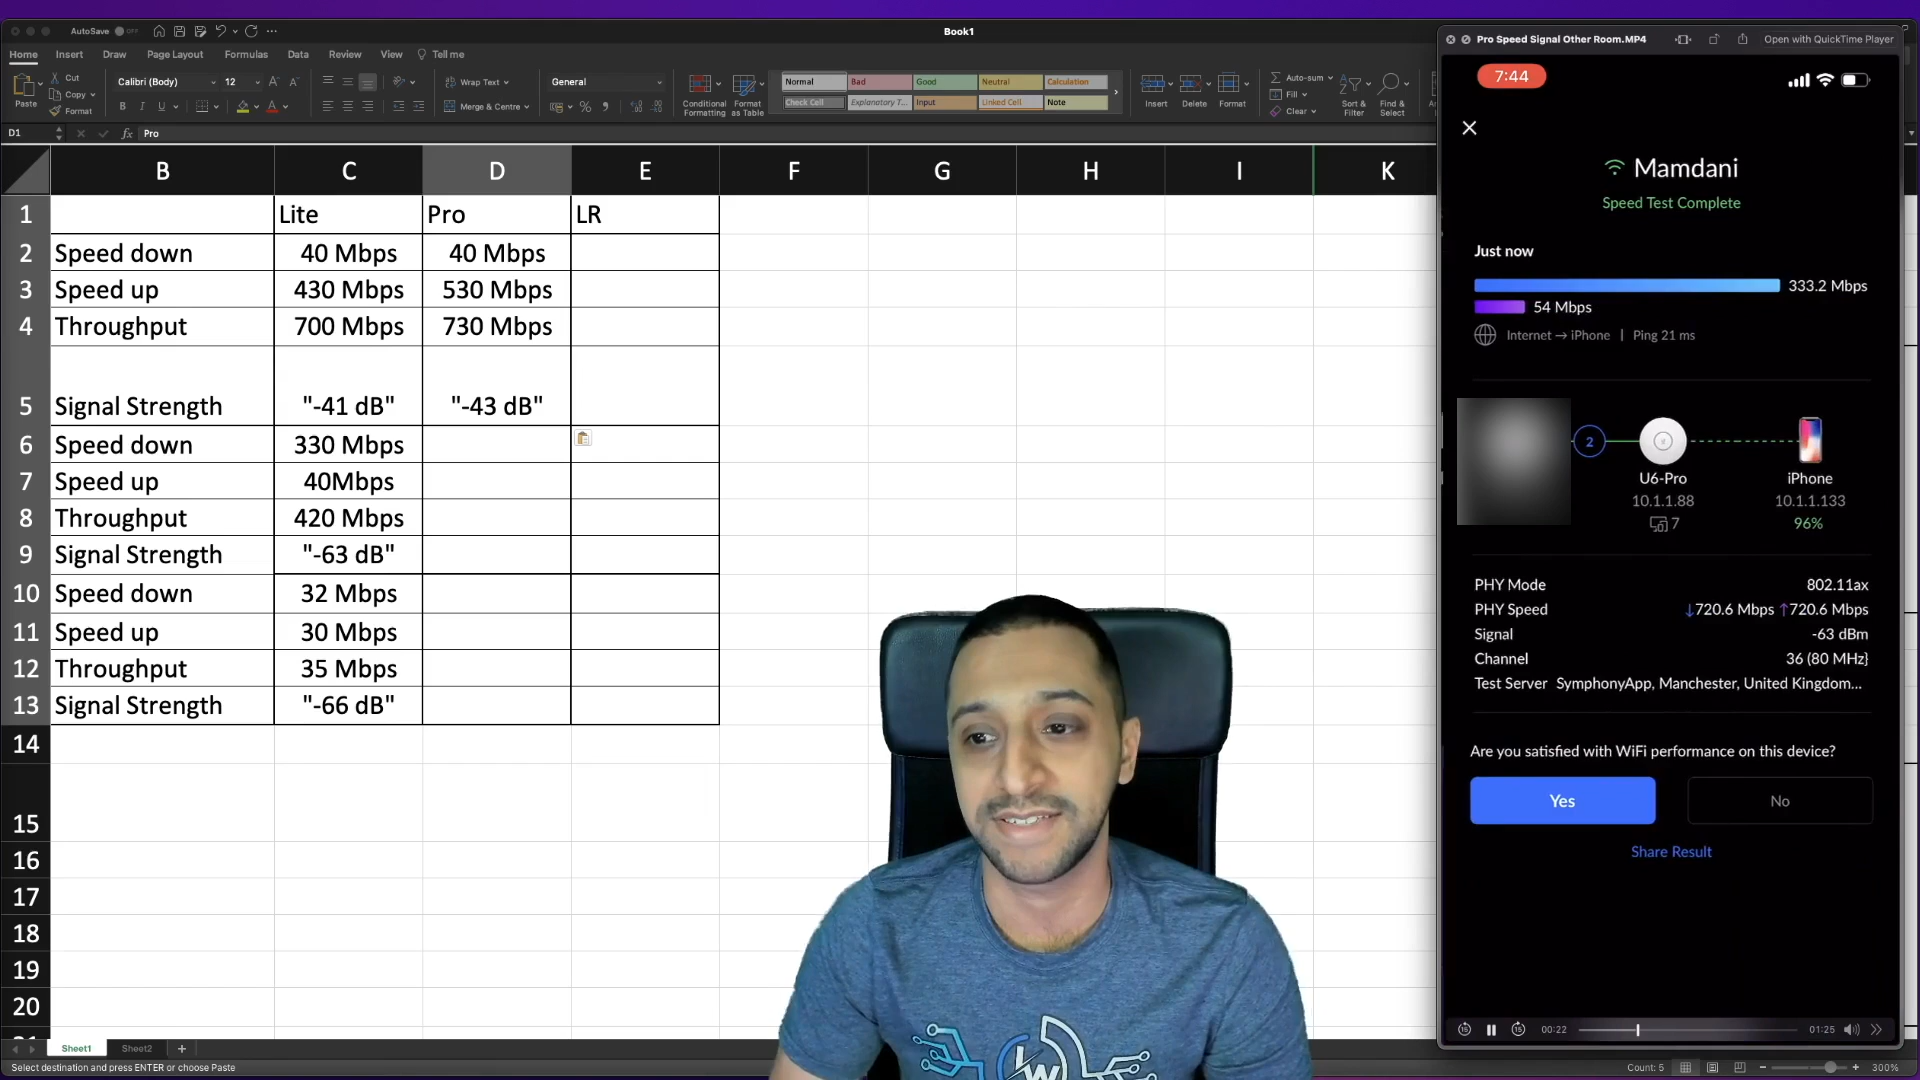 AutoSave OFF
Book1
Home Insert Draw Page Layout Formulas Data Review View Tell me
Paste
Cut
Copy
Format
Calibri (Body) 12
B I U
Wrap Text
Merge & Centre
General
Conditional Formatting
Format as Table
Normal Bad Good Neutral Calculation
Check Cell Explanatory T... Input Linked Cell Note
Insert Delete Format
Auto-sum
Fill
Clear
Sort & Filter
Find & Select
D1 fx Pro
B C D E F G H I K
1 Lite Pro LR
2 Speed down 40 Mbps 40 Mbps
3 Speed up 430 Mbps 530 Mbps
4 Throughput 700 Mbps 730 Mbps
5 Signal Strength "-41 dB" "-43 dB"
6 Speed down 330 Mbps
7 Speed up 40Mbps
8 Throughput 420 Mbps
9 Signal Strength "-63 dB"
10 Speed down 32 Mbps
11 Speed up 30 Mbps
12 Throughput 35 Mbps
13 Signal Strength "-66 dB"
14
15
16
17
18
19
20
Sheet1 Sheet2 +
Select destination and press ENTER or choose Paste
Count: 5
300%
Pro Speed Signal Other Room.MP4
Open with QuickTime Player
7:44
Mamdani
Speed Test Complete
Just now
333.2 Mbps
54 Mbps
Internet → iPhone | Ping 21 ms
2
U6-Pro
10.1.1.88
7
iPhone
10.1.1.133
96%
PHY Mode 802.11ax
PHY Speed ↓720.6 Mbps ↑720.6 Mbps
Signal -63 dBm
Channel 36 (80 MHz}
Test Server SymphonyApp, Manchester, United Kingdom...
Are you satisfied with WiFi performance on this device?
Yes
No
Share Result
00:22
01:25